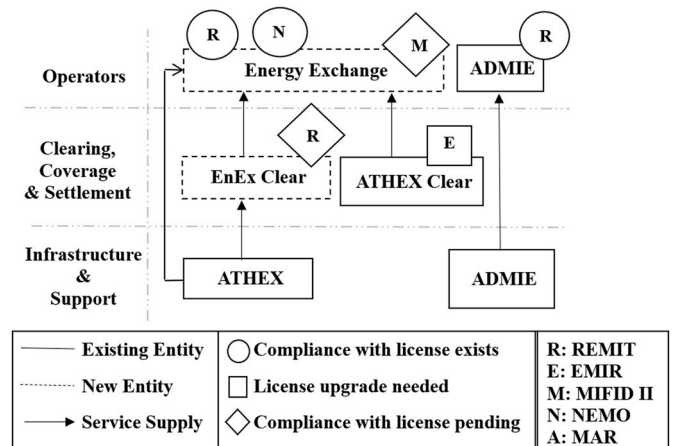 R
N
M
R
Operators
Energy Exchange
ADMIE
Clearing,
Coverage
& Settlement
R
E
EnEx Clear
ATHEX Clear
Infrastructure
&
Support
ATHEX
ADMIE
Existing Entity
New Entity
Service Supply
Compliance with license exists
License upgrade needed
Compliance with license pending
R: REMIT
E: EMIR
M: MIFID II
N: NEMO
A: MAR